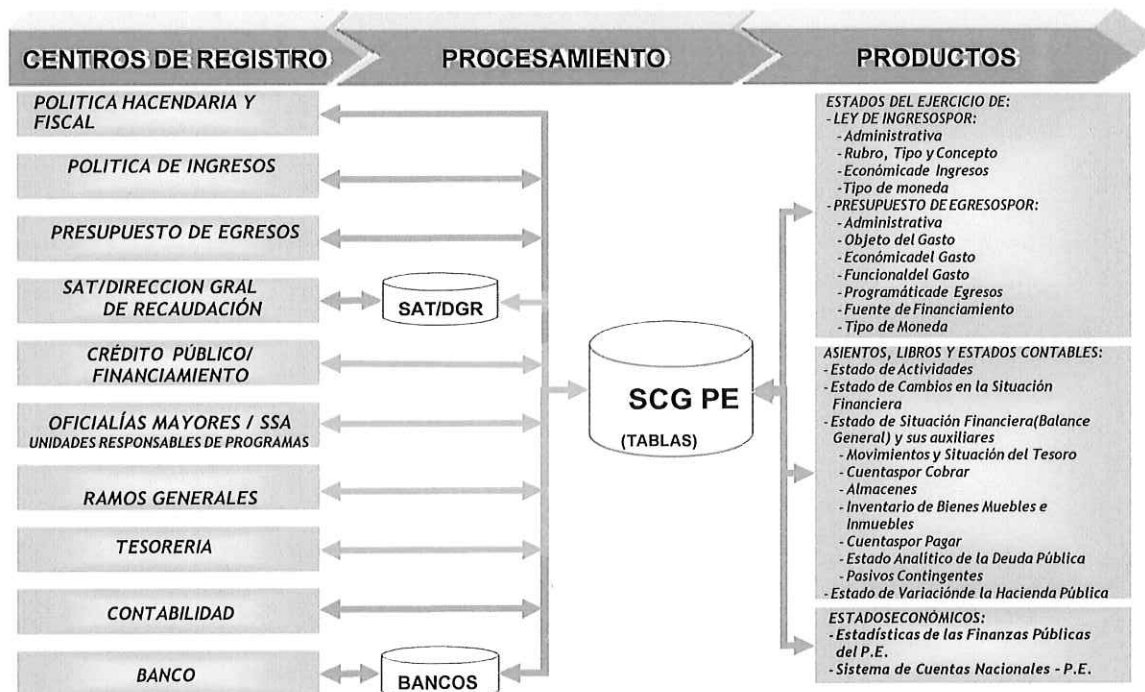 CENTROS DE REGISTRO
PROCESAMIENTO
PRODUCTOS
POLITICA HACENDARIA Y
FISCAL
POLITICA DE INGRESOS
PRESUPUESTO DE EGRESOS
SAT/DIRECCION GRAL
DE RECAUDACIÓN
CRÉDITO PÚBLICO/
FINANCIAMIENTO
OFICIALÍAS MAYORES / SSA
UNIDADES RESPONSABLES DE PROGRAMAS
RAMOS GENERALES
TESORERIA
CONTABILIDAD
BANCO
SAT/DGR
BANCOS
SCG PE
(TABLAS)
ESTADOS DEL EJERCICIO DE:
- LEY DE INGRESOSPOR:
- Administrativa
- Rubro, Tipo y Concepto
- Económicade Ingresos
- Tipo de moneda
- PRESUPUESTO DE EGRESOSPOR:
- Administrativa
- Objeto del Gasto
- Económicadel Gasto
- Funcionaldel Gasto
- Programáticade Egresos
- Fuente de Financiamiento
- Tipo de Moneda
ASIENTOS, LIBROS Y ESTADOS CONTABLES:
- Estado de Actividades
- Estado de Cambios en la Situación
Financiera
- Estado de Situación Financiera(Balance
General) y sus auxiliares
- Movimientos y Situación del Tesoro
- Cuentaspor Cobrar
- Almacenes
- Inventario de Bienes Muebles e
Inmuebles
- Cuentaspor Pagar
- Estado Analítico de la Deuda Pública
- Pasivos Contingentes
- Estado de Variaciónde la Hacienda Pública
ESTADOSECONÓMICOS:
- Estadísticas de las Finanzas Públicas
del P.E.
- Sistema de Cuentas Nacionales - P.E.